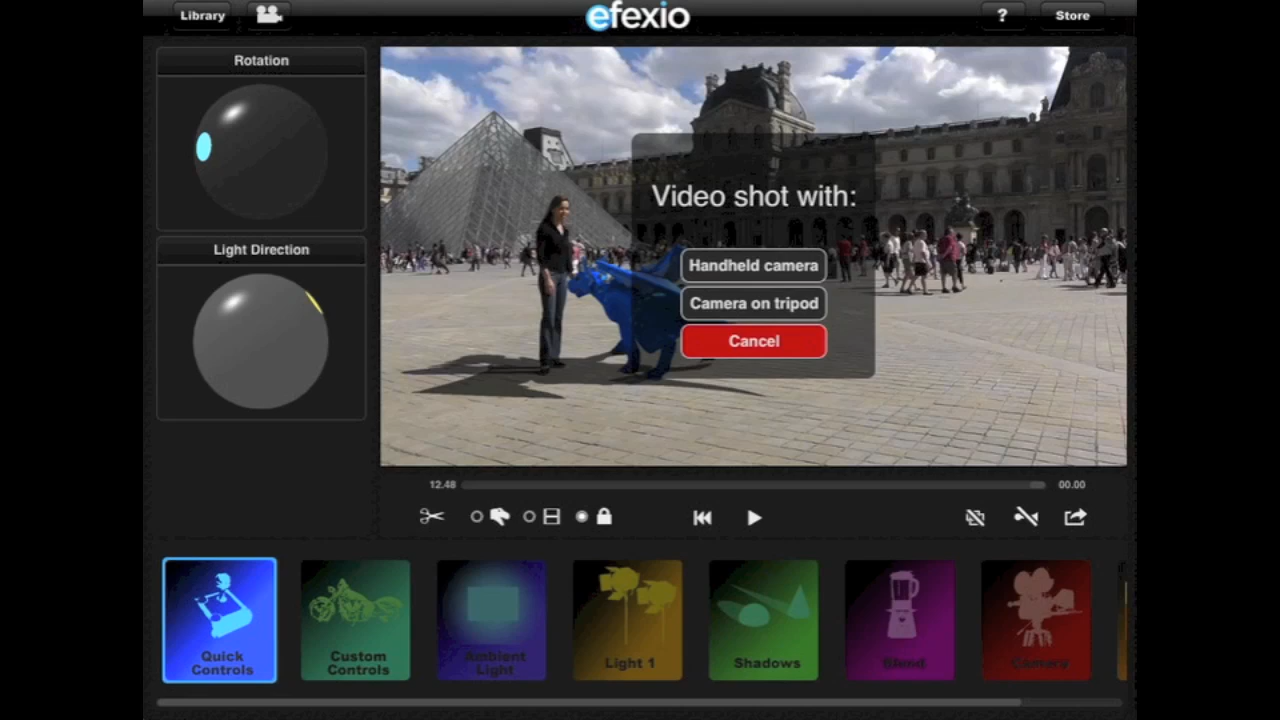 Library
efexio
?
Store
Rotation
Light Direction
Video shot with:
Handheld camera
Camera on tripod
Cancel
12.48
00.00
Quick
Controls
Custom
Controls
Ambient
Light
Light 1
Shadows
Blend
Camera